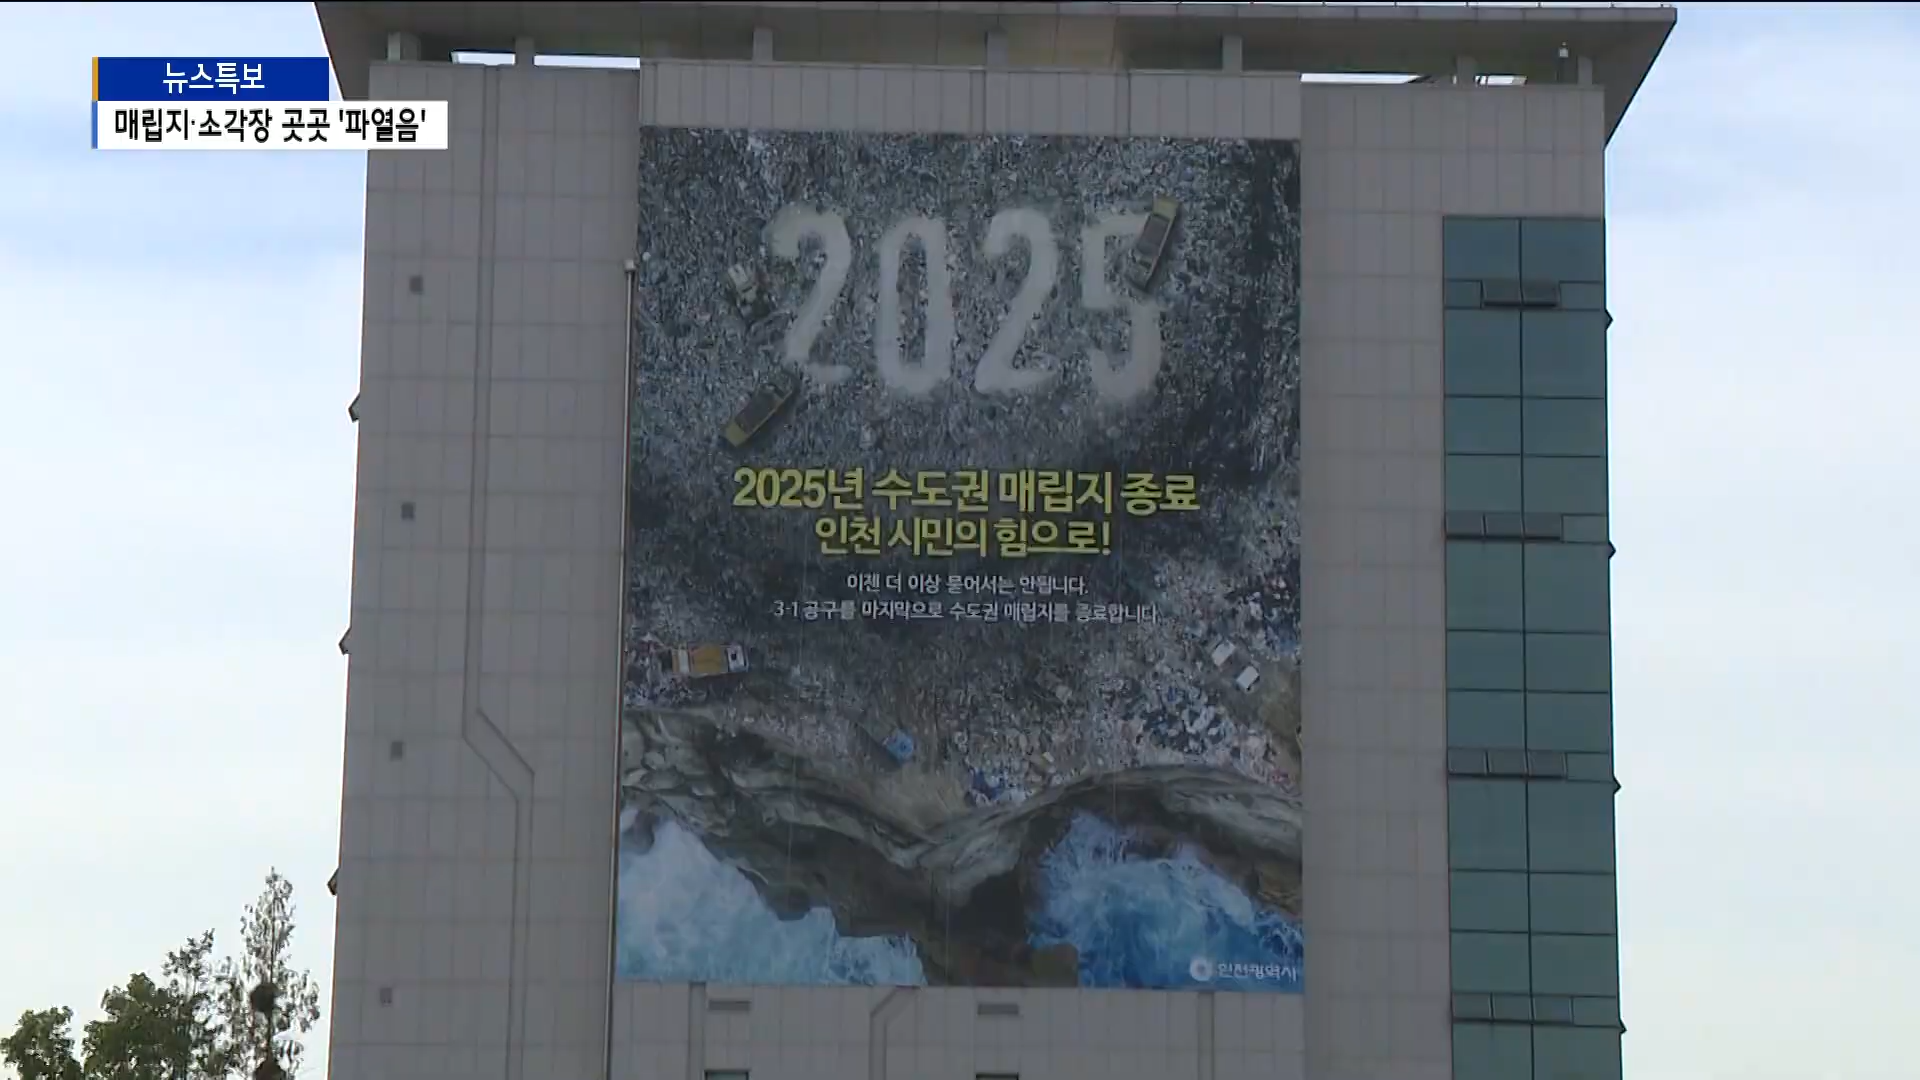 뉴스특보
매립지·소각장 곳곳 '파열음'
2025
2025년 수도권 매립지 종료
인천 시민의 힘으로!
이젠 더 이상 묻어서는 안됩니다.
3-1 공구를 마지막으로 수도권 매립지를 종료합니다.
인천광역시